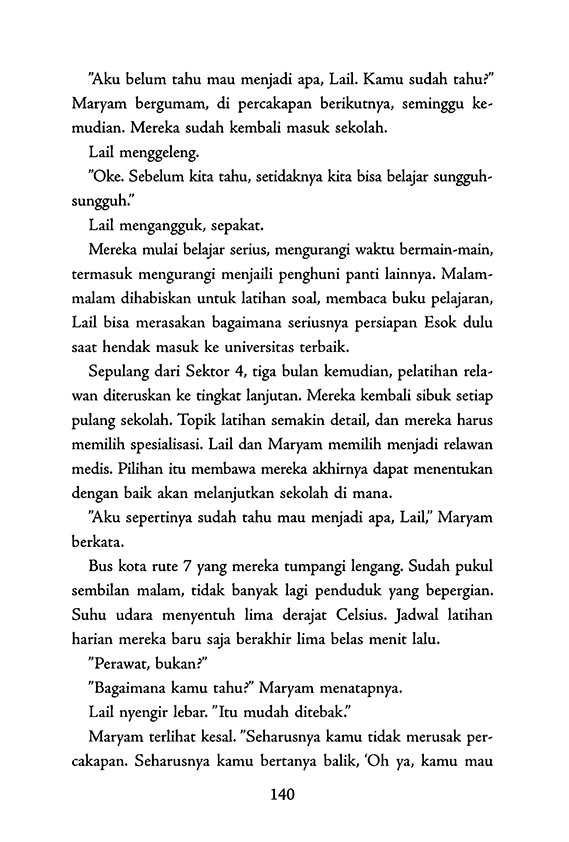 ”Aku belum tahu mau menjadi apa, Lail. Kamu sudah tahu?”
Maryam bergumam, di percakapan berikutnya, seminggu ke-
mudian. Mereka sudah kembali masuk sekolah.
Lail menggeleng.
”Oke. Sebelum kita tahu, setidaknya kita bisa belajar sungguh-
sungguh.”
Lail mengangguk, sepakat.
Mereka mulai belajar serius, mengurangi waktu bermain-main,
termasuk mengurangi menjaili penghuni panti lainnya. Malam-
malam dihabiskan untuk latihan soal, membaca buku pelajaran,
Lail bisa merasakan bagaimana seriusnya persiapan Esok dulu
saat hendak masuk ke universitas terbaik.
Sepulang dari Sektor 4, tiga bulan kemudian, pelatihan rela-
wan diteruskan ke tingkat lanjutan. Mereka kembali sibuk setiap
pulang sekolah. Topik latihan semakin detail, dan mereka harus
memilih spesialisasi. Lail dan Maryam memilih menjadi relawan
medis. Pilihan itu membawa mereka akhirnya dapat menentukan
dengan baik akan melanjutkan sekolah di mana.
”Aku sepertinya sudah tahu mau menjadi apa, Lail,” Maryam
berkata.
Bus kota rute 7 yang mereka tumpangi lengang. Sudah pukul
sembilan malam, tidak banyak lagi penduduk yang bepergian.
Suhu udara menyentuh lima derajat Celsius. Jadwal latihan
harian mereka baru saja berakhir lima belas menit lalu.
”Perawat, bukan?”
”Bagaimana kamu tahu?” Maryam menatapnya.
Lail nyengir lebar. ”Itu mudah ditebak.”
Maryam terlihat kesal. ”Seharusnya kamu tidak merusak per-
cakapan. Seharusnya kamu bertanya balik, ‘Oh ya, kamu mau
140